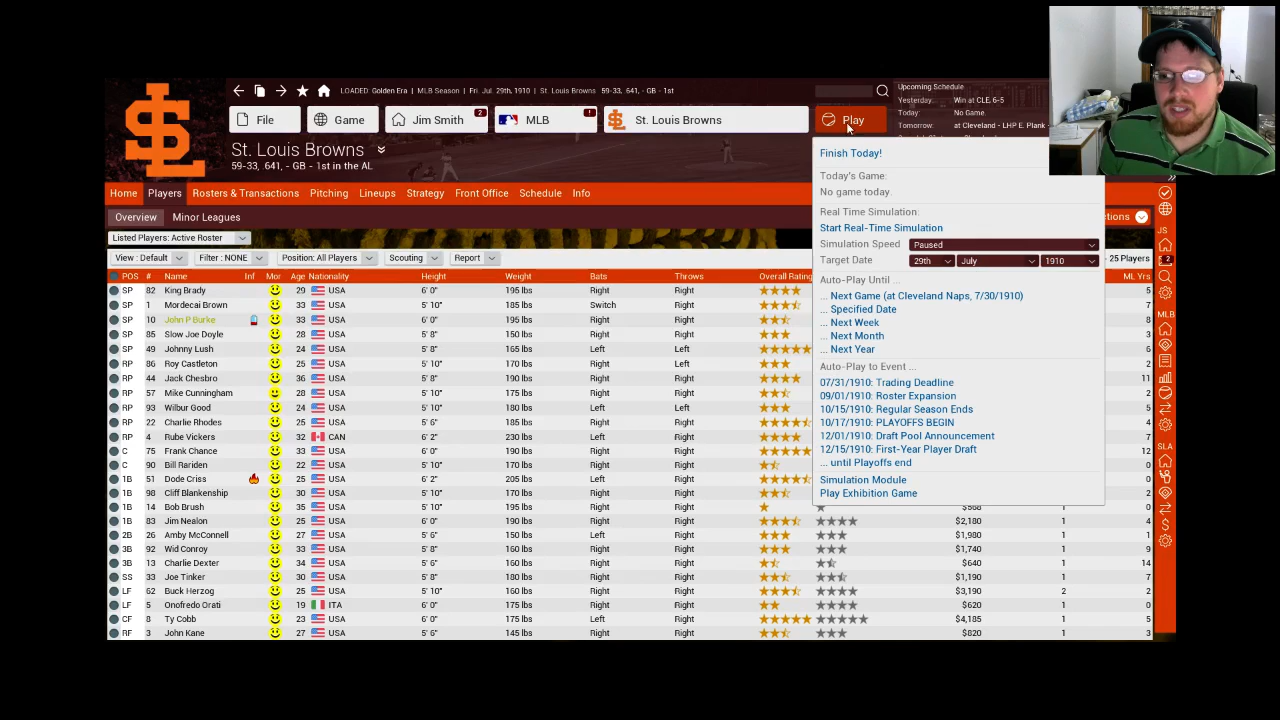 LOADED: Golden Era | MLB Season | Fri. Jul. 29th, 1910 | St. Louis Browns 59-33, .641, - GB - 1st
Upcoming Schedule
Yesterday: Win at CLE, 6-5
Today: No Game.
Tomorrow: at Cleveland - LHP E. Plank -
File Game Jim Smith 2 MLB ! St. Louis Browns Play
St. Louis Browns
59-33, .641, - GB - 1st in the AL
Home Players Rosters & Transactions Pitching Lineups Strategy Front Office Schedule Info
Overview Minor Leagues
Listed Players: Active Roster
View : Default Filter : NONE Position: All Players Scouting Report - 25 Players
Finish Today!
Today's Game:
No game today.
Real Time Simulation:
Start Real-Time Simulation
Simulation Speed Paused
Target Date 29th July 1910
Auto-Play Until ...
... Next Game (at Cleveland Naps, 7/30/1910)
... Specified Date
... Next Week
... Next Month
... Next Year
Auto-Play to Event ...
07/31/1910: Trading Deadline
09/01/1910: Roster Expansion
10/15/1910: Regular Season Ends
10/17/1910: PLAYOFFS BEGIN
12/01/1910: Draft Pool Announcement
12/15/1910: First-Year Player Draft
... until Playoffs end
Simulation Module
Play Exhibition Game
POS # Name Inf Mor Age Nationality Height Weight Bats Throws Overall Rating ML Yrs
SP 82 King Brady 29 USA 6' 0" 195 lbs Right Right 5
SP 1 Mordecai Brown 33 USA 5' 10" 185 lbs Switch Right 7
SP 10 John P Burke 33 USA 6' 0" 195 lbs Right Right 8
SP 85 Slow Joe Doyle 28 USA 5' 8" 150 lbs Right Right 3
SP 49 Johnny Lush 24 USA 5' 8" 165 lbs Left Left 6
RP 86 Roy Castleton 25 USA 5' 10" 170 lbs Right Left 2
RP 44 Jack Chesbro 36 USA 5' 8" 190 lbs Right Right 11
RP 57 Mike Cunningham 28 USA 5' 10" 175 lbs Right Right 2
RP 93 Wilbur Good 24 USA 5' 10" 180 lbs Left Left 2
RP 22 Charlie Rhodes 25 USA 5' 6" 185 lbs Right Right 4
RP 4 Rube Vickers 32 CAN 6' 2" 230 lbs Left Right 7
C 75 Frank Chance 33 USA 6' 0" 190 lbs Right Right 12
C 90 Bill Rariden 22 USA 5' 10" 170 lbs Right Right 0
1B 51 Dode Criss 25 USA 6' 2" 205 lbs Left Right 0
1B 98 Cliff Blankenship 31 USA 5' 10" 170 lbs Right Right 2
1B 14 Bob Brush 35 USA 5' 10" 190 lbs Right Right $568 1 0
1B 83 Jim Nealon 25 USA 6' 0" 190 lbs Right Right $2,180 1 4
2B 26 Amby McConnell 27 USA 5' 6" 150 lbs Left Right $1,980 1 2
3B 92 Wid Conroy 33 USA 5' 8" 160 lbs Right Right $1,740 1 9
3B 13 Charlie Dexter 34 USA 5' 6" 160 lbs Right Right $640 1 14
SS 33 Joe Tinker 30 USA 5' 8" 180 lbs Right Right $1,190 1 7
LF 62 Buck Herzog 25 USA 5' 10" 160 lbs Right Right $3,190 2 2
LF 5 Onofredo Orati 19 ITA 6' 0" 175 lbs Right Right $620 1 0
CF 8 Ty Cobb 23 USA 6' 0" 175 lbs Left Right $4,185 1 5
RF 3 John Kane 27 USA 5' 6" 145 lbs Right Right $820 1 3
JS
2
MLB
SLA